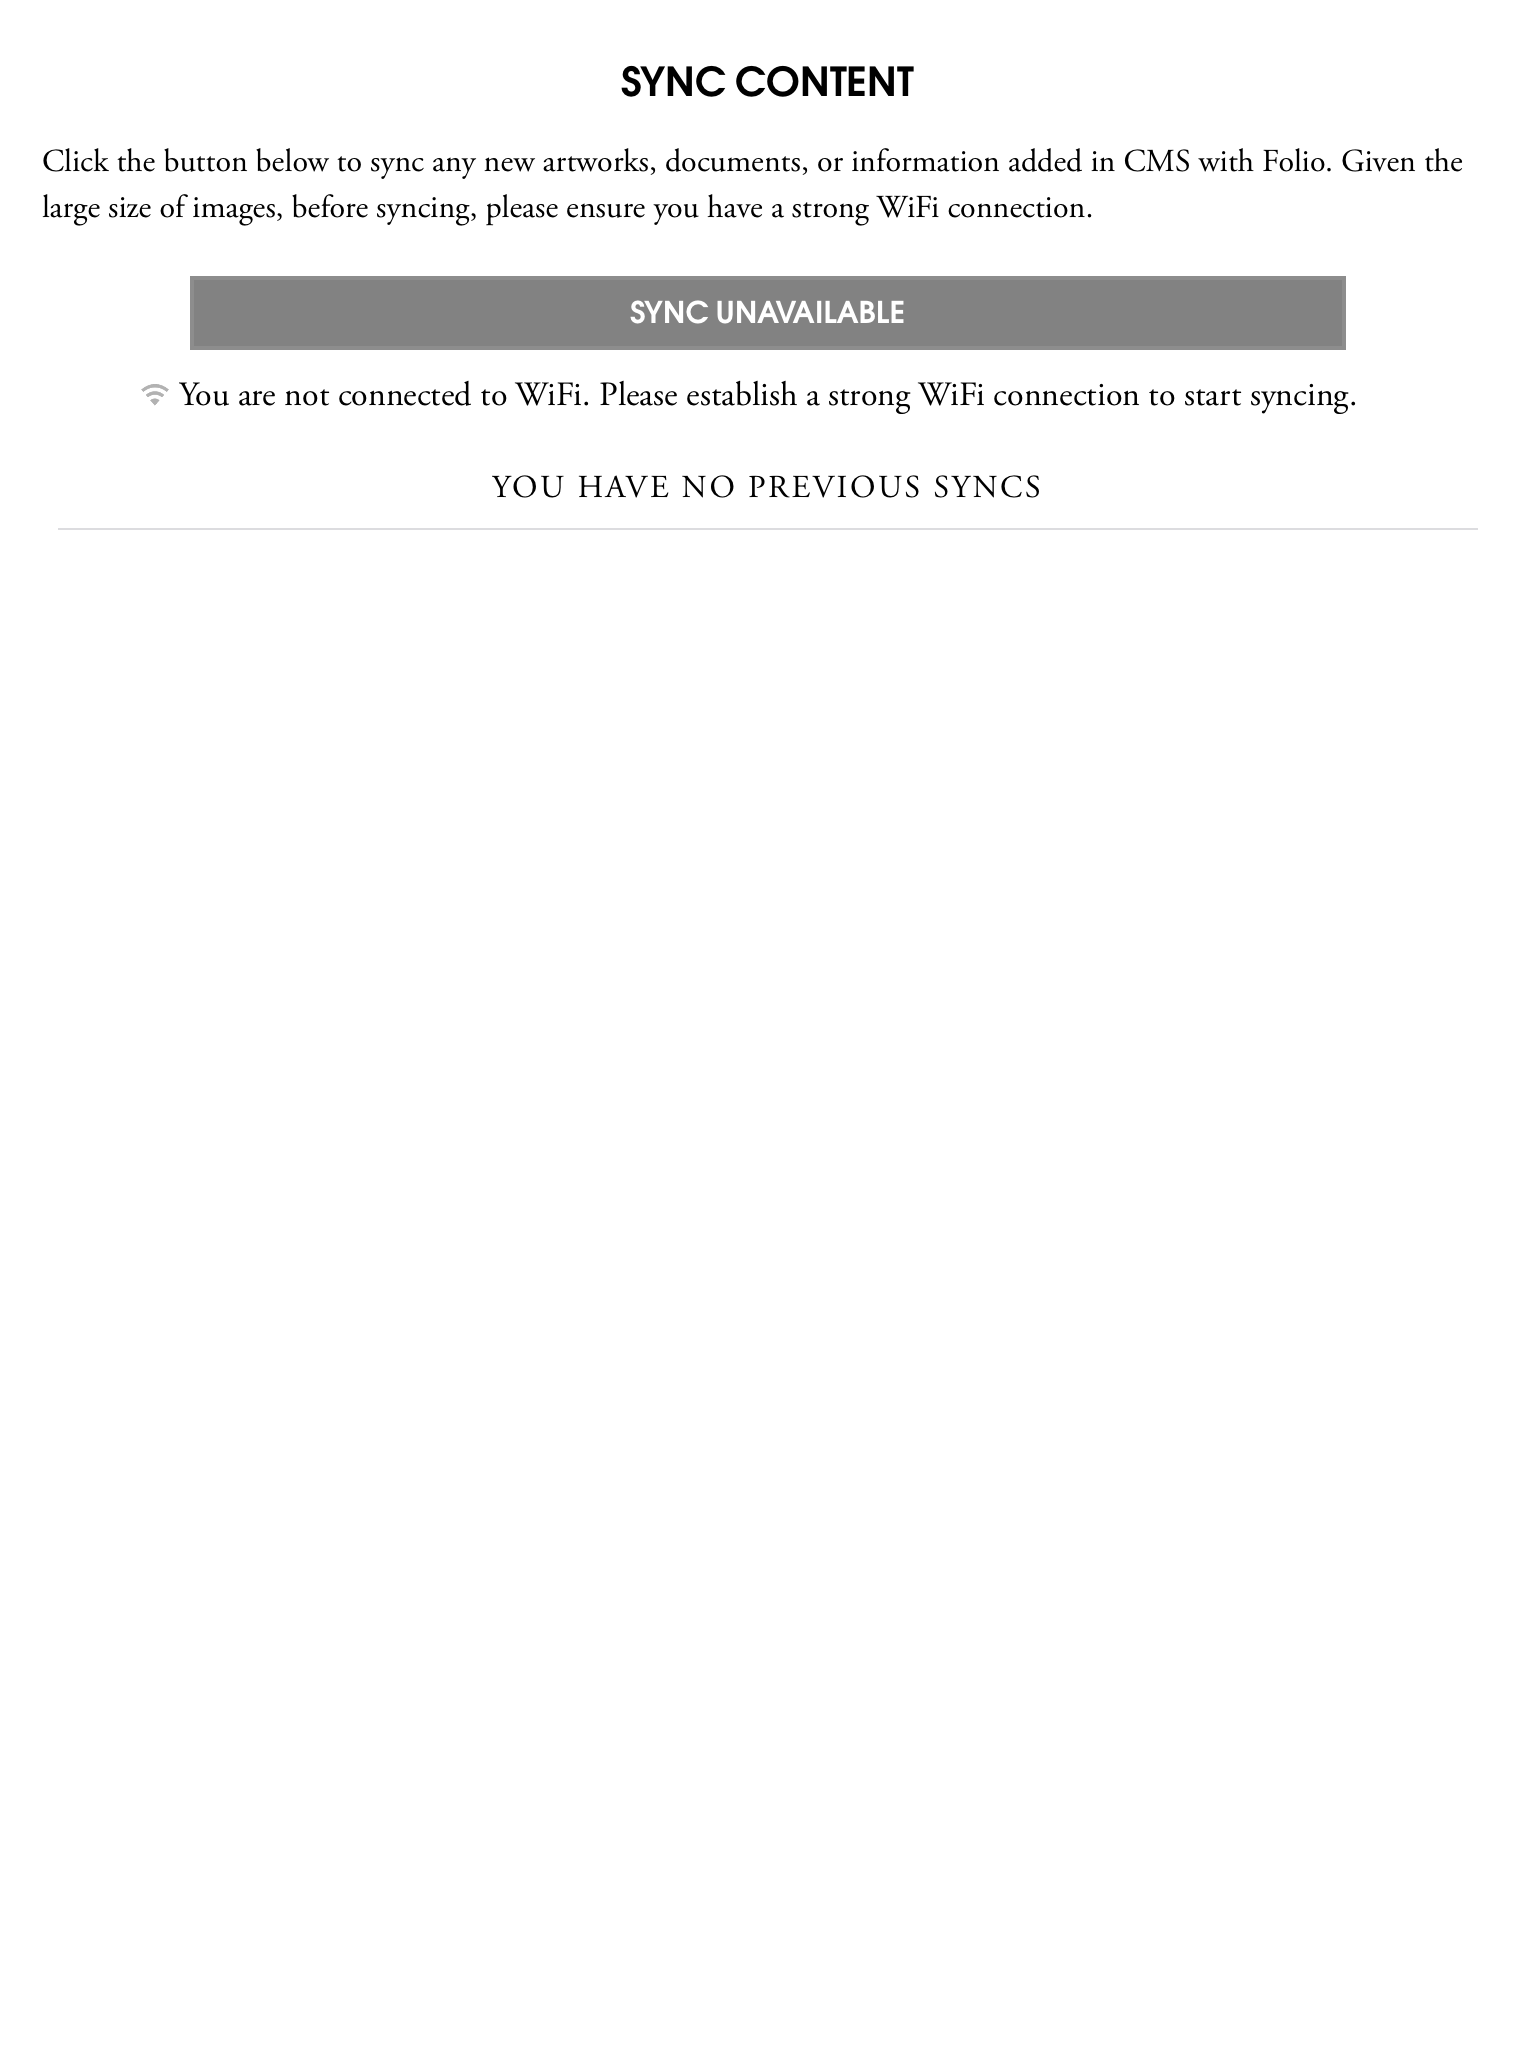 SYNC CONTENT
Click the button below to sync any new artworks, documents, or information added in CMS with Folio. Given the
large size of images, before syncing, please ensure you have a strong WiFi connection.
SYNC UNAVAILABLE
You are not connected to WiFi. Please establish a strong WiFi connection to start syncing.
YOU HAVE NO PREVIOUS SYNCS